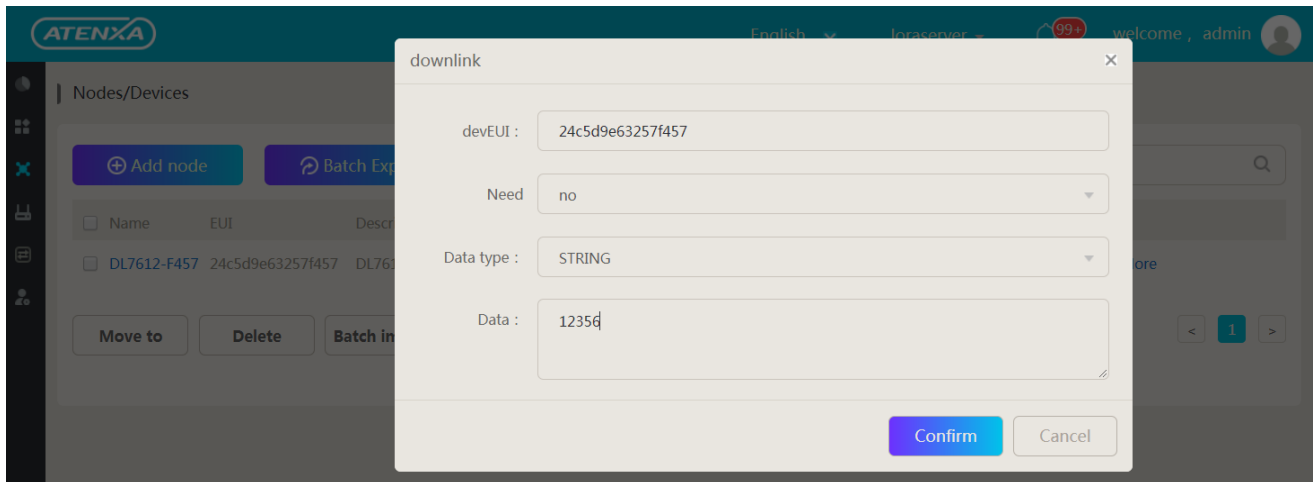 ATENXA
English
loraserver
99+
welcome , admin
downlink
×
Nodes/Devices
devEUI :
24c5d9e63257f457
Add node
Batch Exp
Need
no
Name
EUI
Descr
Data type :
STRING
DL7612-F457
24c5d9e63257f457
DL761
ore
Data :
12356
Move to
Delete
Batch in
<
1
>
Confirm
Cancel